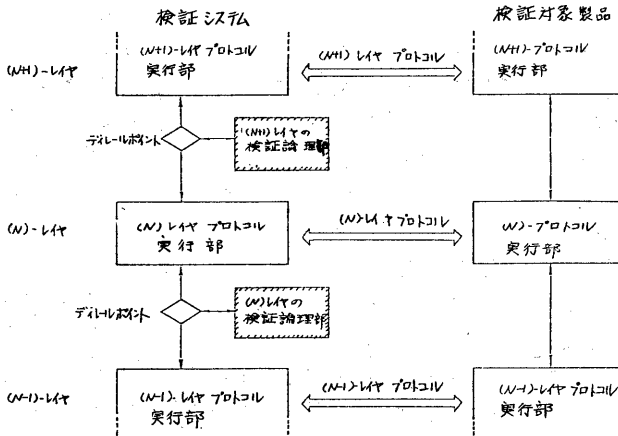 検証システム
検証対象製品
(N+1)-レイヤ
(N+1)-レイヤ プロトコル
実行部
(N+1) レイヤ プロトコル
(N+1)-プロトコル
実行部
ディレールポイント
(N+1)レイヤの
検証論理部
(N)-レイヤ
(N) レイヤ プロトコル
実行部
(N)レイヤ プロトコル
(N)-プロトコル
実行部
ディレールポイント
(N)レイヤの
検証論理部
(N-1)-レイヤ
(N-1)-レイヤ プロトコル
実行部
(N-1)-レイヤ プロトコル
(N-1)-レイヤ プロトコル
実行部